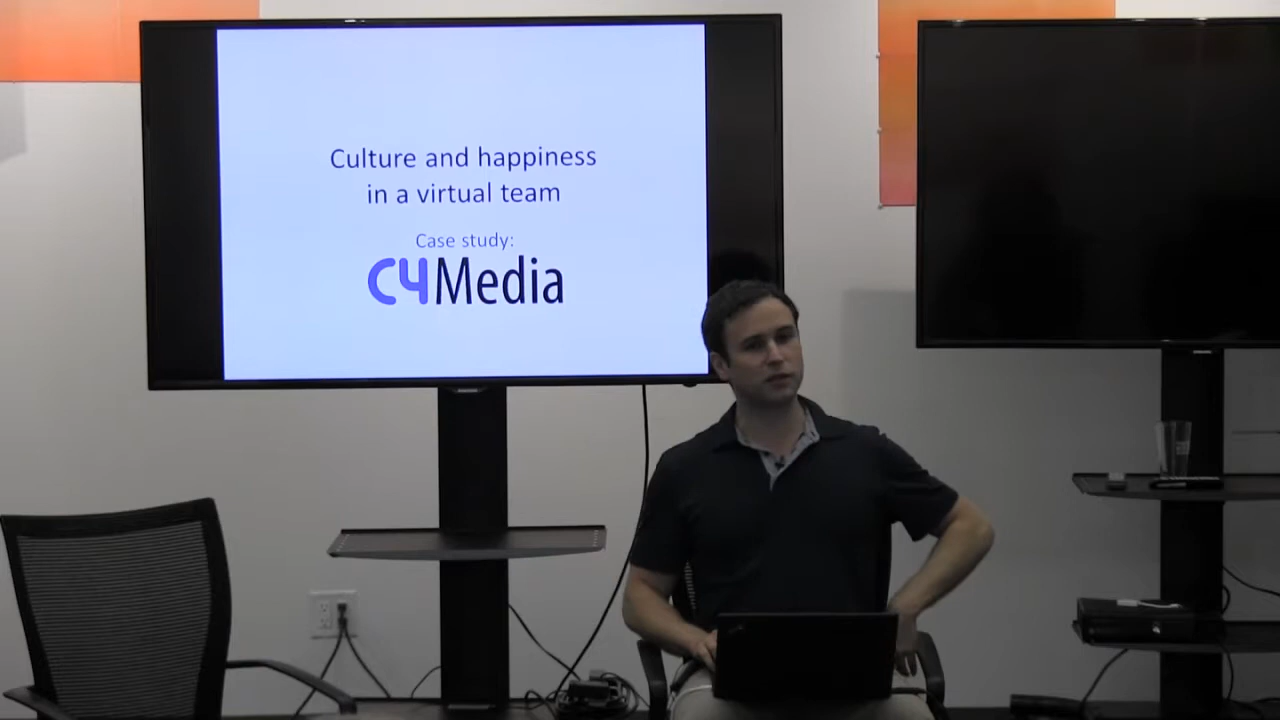 Culture and happiness
in a virtual team
Case study:
C4Media